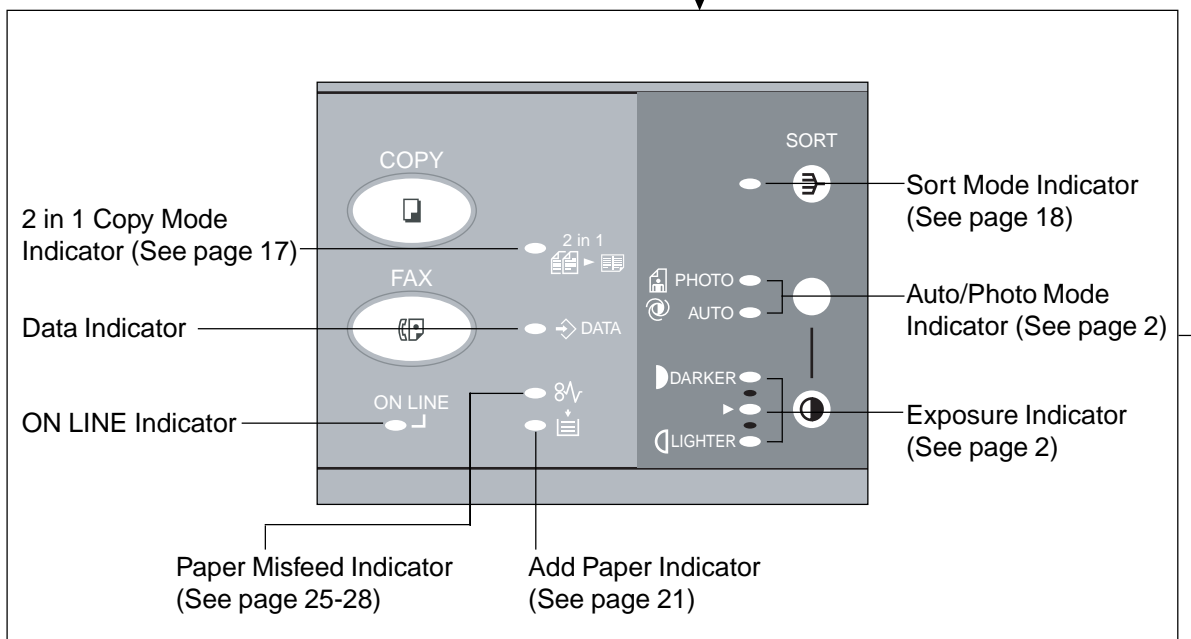 SORT
COPY
2 in 1 Copy Mode
Indicator (See page 17)
2 in 1
FAX
Data Indicator
DATA
ON LINE Indicator
ON LINE
PHOTO
AUTO
DARKER
LIGHTER
Sort Mode Indicator
(See page 18)
Auto/Photo Mode
Indicator (See page 2)
Exposure Indicator
(See page 2)
Paper Misfeed Indicator
(See page 25-28)
Add Paper Indicator
(See page 21)